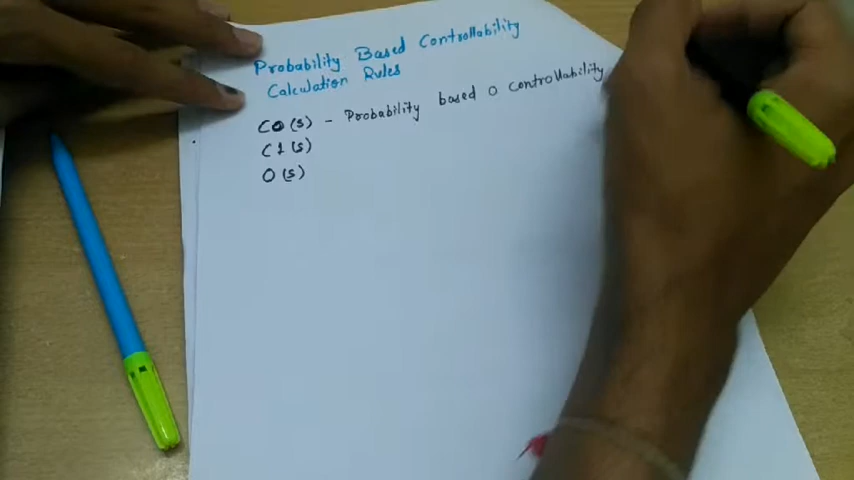 Probability Based Controllability
Calculation Rules
C0 (s) - Probability based 0 controllability
C1 (s)
O (s)